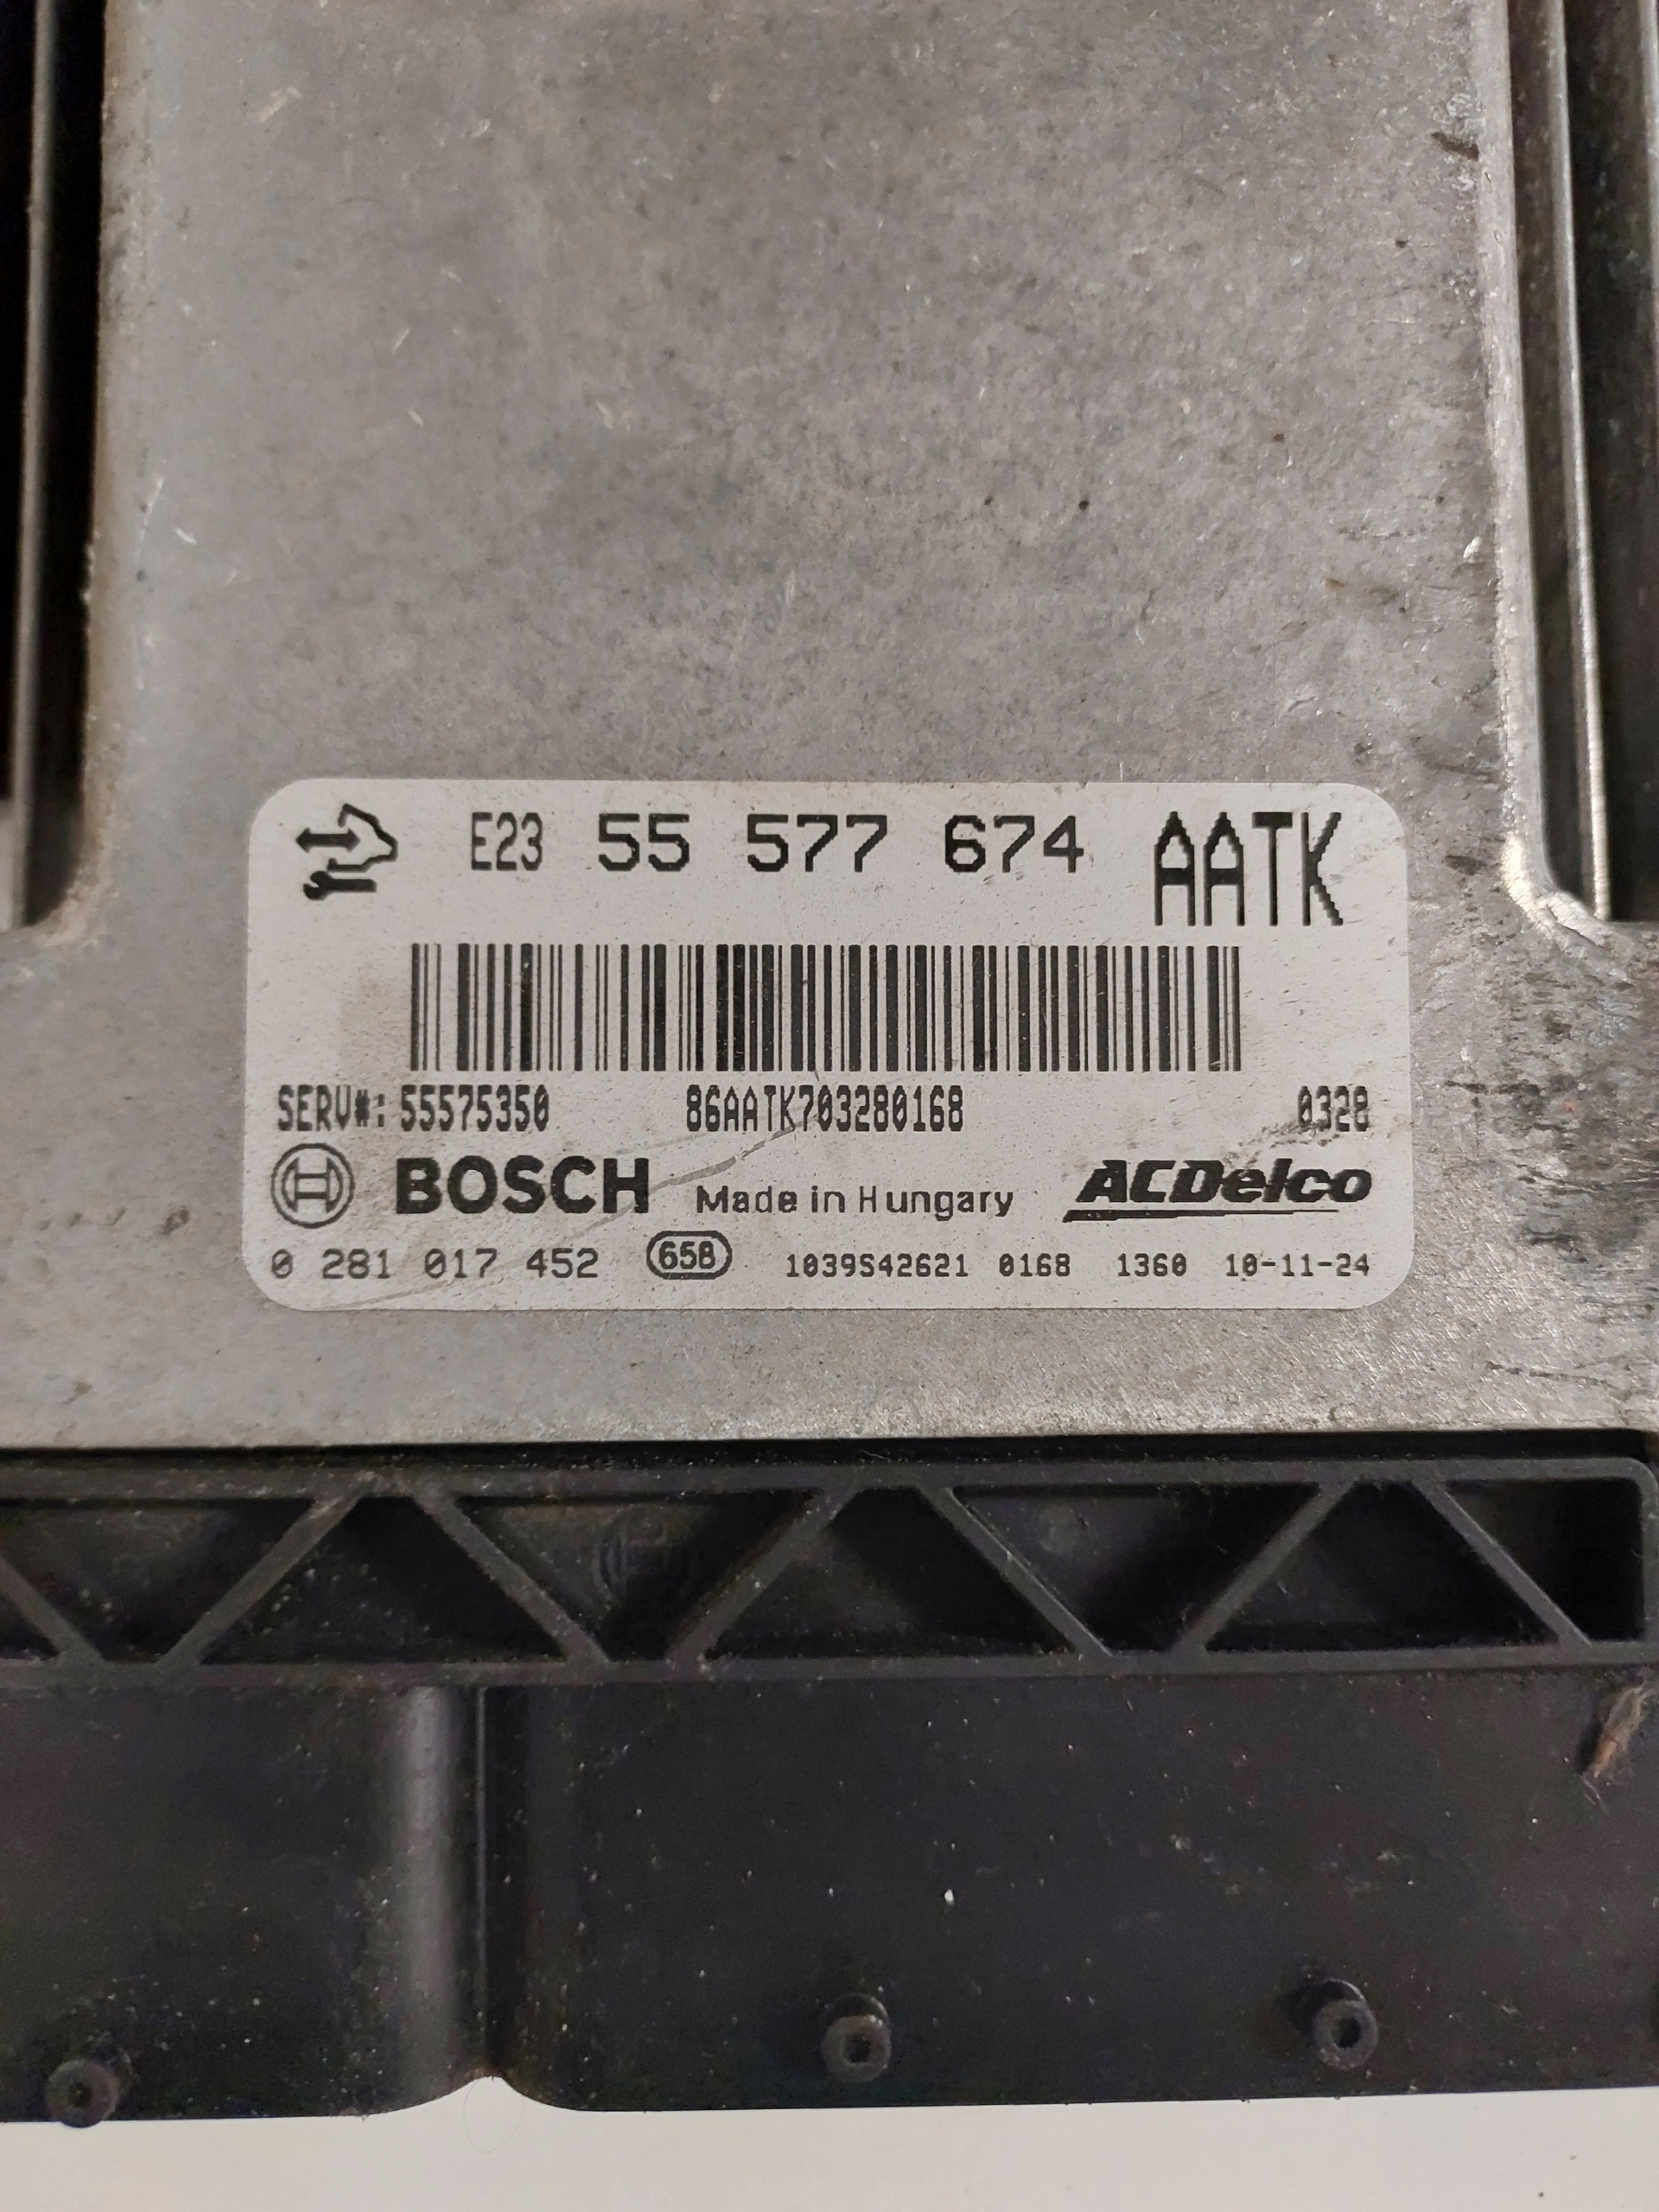 E23 55 577 674 AATK
SERV#: 55575350 86AATK703280168 0328
BOSCH Made in Hungary ACDelco
0 281 017 452 658 1039S42621 0168 1360 10-11-24